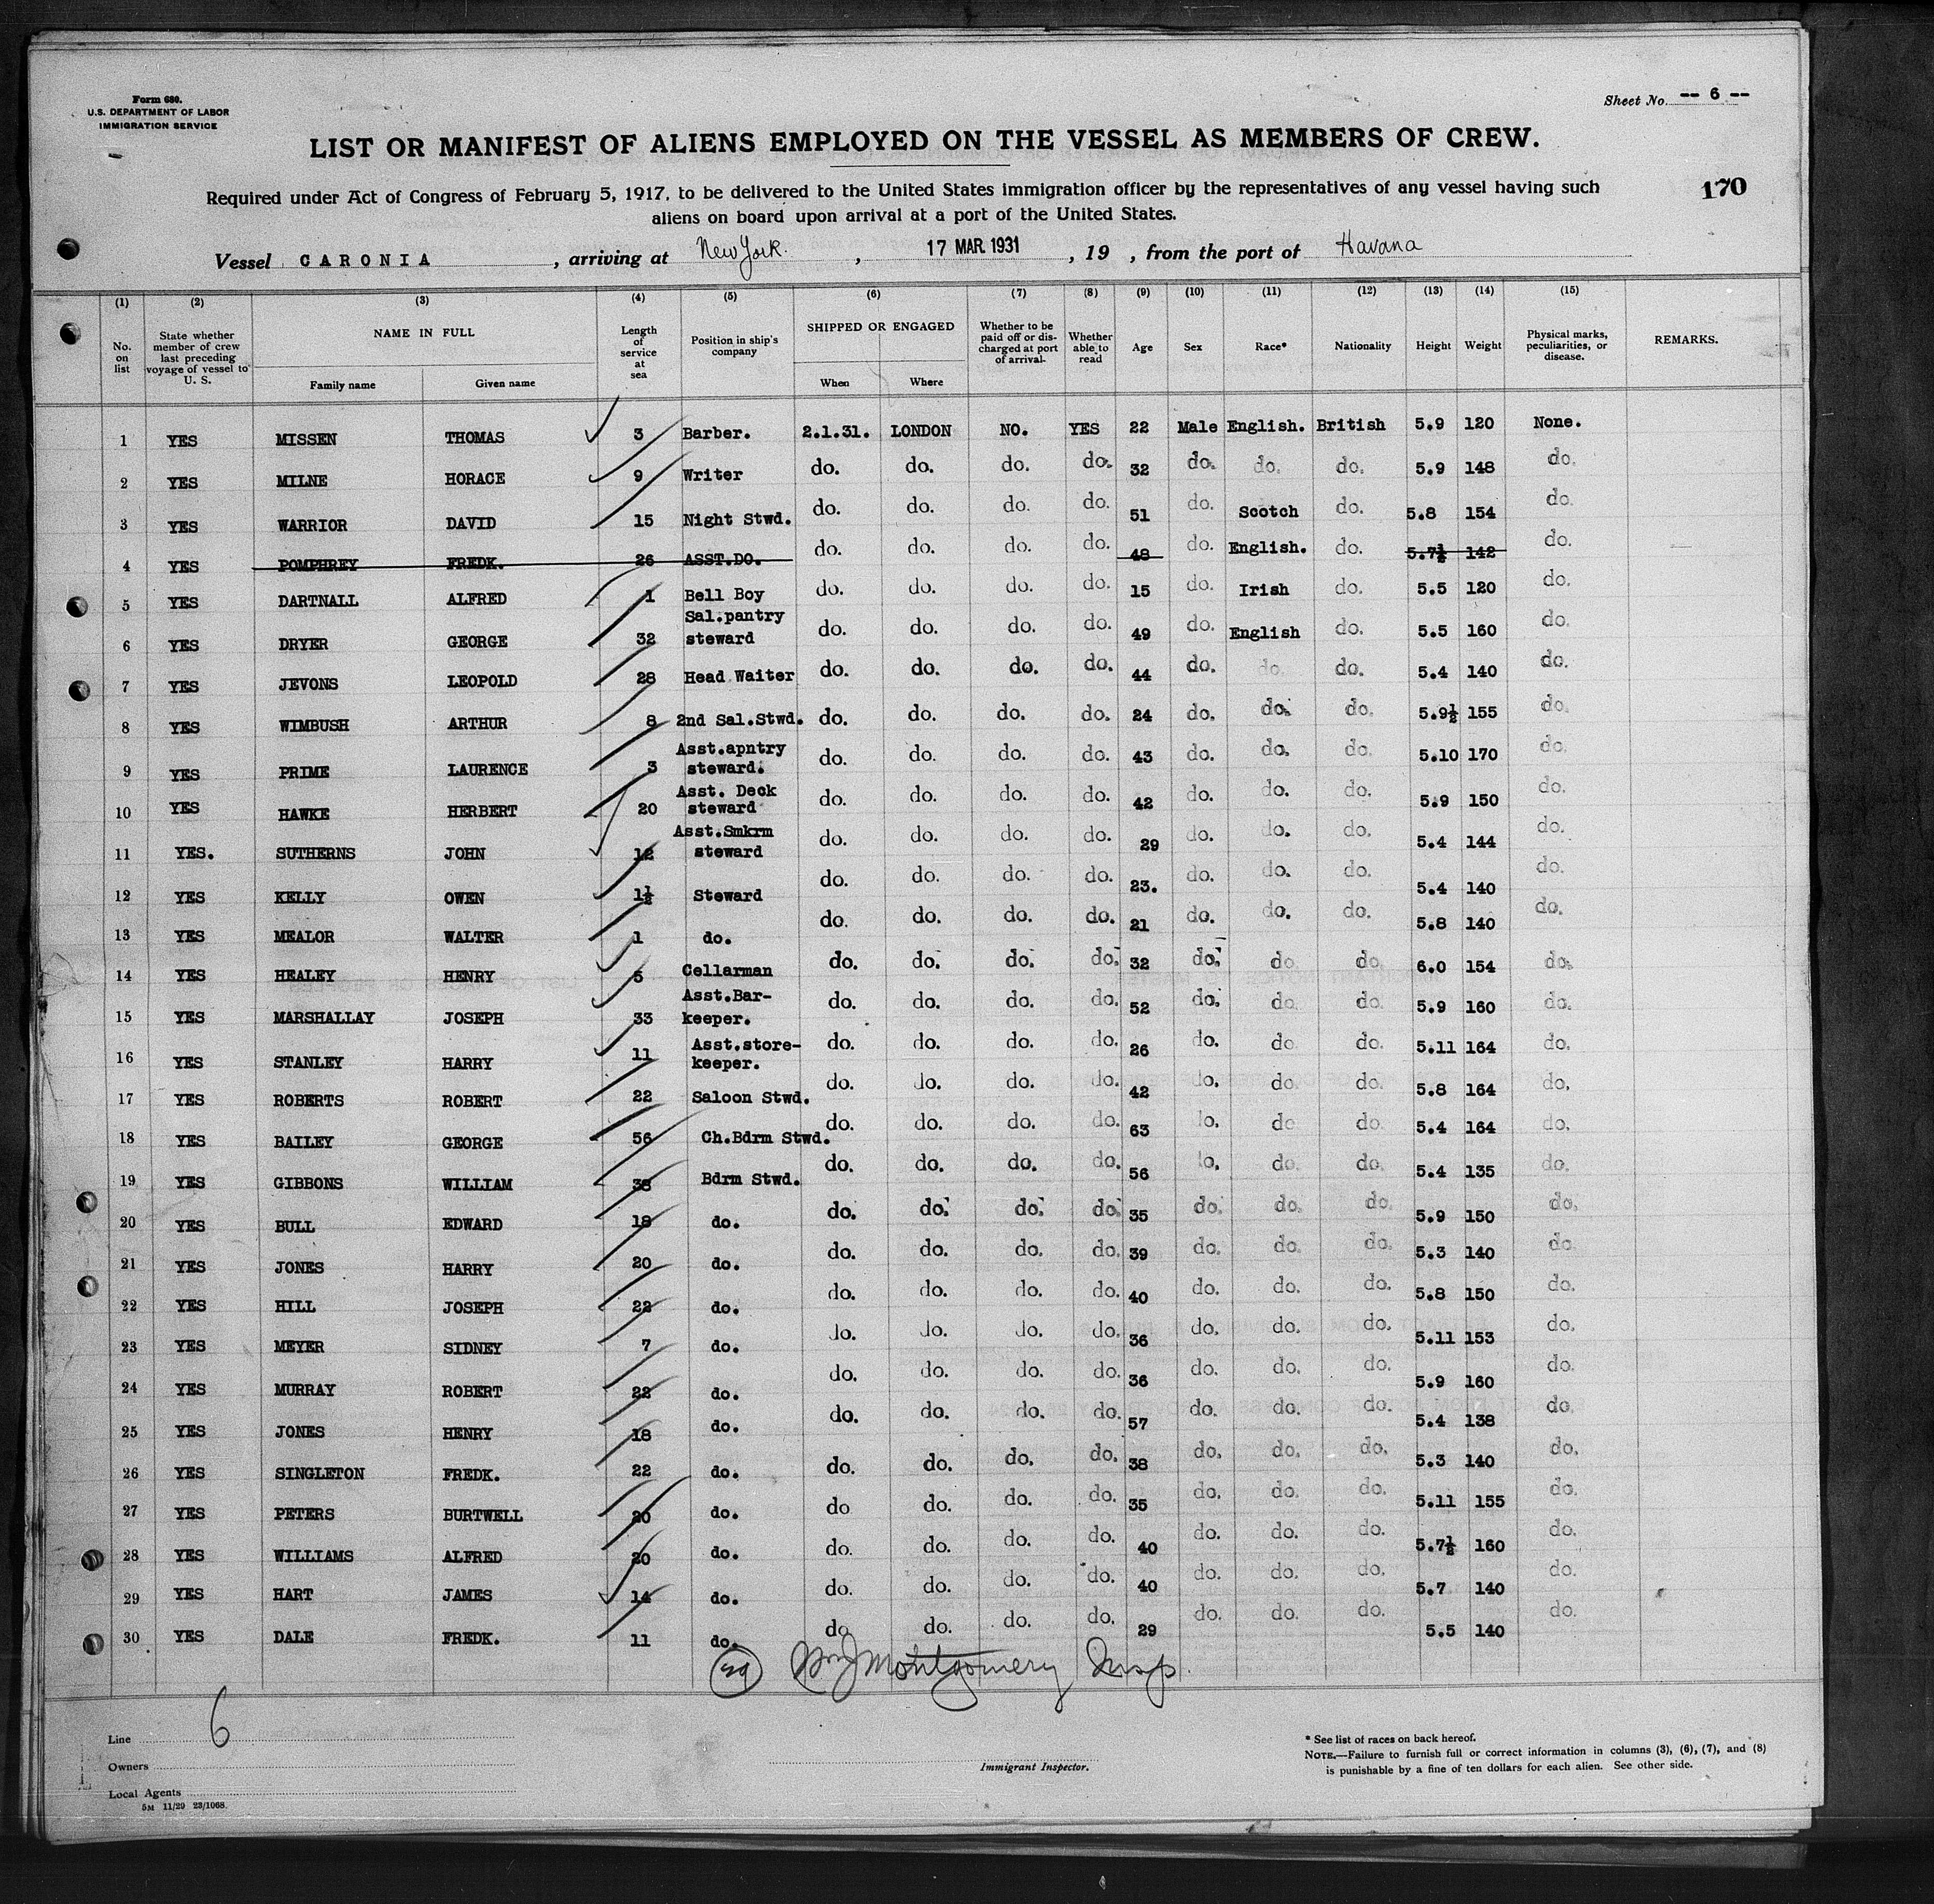 Form 680.
U.S. DEPARTMENT OF LABOR
IMMIGRATION SERVICE
Sheet No. -- 6 --
LIST OR MANIFEST OF ALIENS EMPLOYED ON THE VESSEL AS MEMBERS OF CREW.
Required under Act of Congress of February 5, 1917, to be delivered to the United States immigration officer by the representatives of any vessel having such
aliens on board upon arrival at a port of the United States.
170
Vessel CARONIA, arriving at New York, 17 MAR. 1931, 19 , from the port of Havana
(1) (2) (3) (4) (5) (6) (7) (8) (9) (10) (11) (12) (13) (14) (15)
No. on list State whether member of crew last preceding voyage of vessel to U. S. NAME IN FULL Family name Given name Length of service at sea Position in ship's company SHIPPED OR ENGAGED When Where Whether to be paid off or discharged at port of arrival. Whether able to read Age Sex Race* Nationality Height Weight Physical marks, peculiarities, or disease. REMARKS.
1 YES MISSEN THOMAS 3 Barber. 2.1.31. LONDON NO. YES 22 Male English. British 5.9 120 None.
2 YES MILNE HORACE 9 Writer do. do. do. do. 32 do. do. do. 5.9 148 do.
3 YES WARRIOR DAVID 15 Night Stwd. do. do. do. do. 51 do. Scotch do. 5.8 154 do.
4 YES POMPHREY FREDK. 26 ASST.DO. do. do. do. do. 48 do. English. do. 5.7½ 142 do.
5 YES DARTNALL ALFRED 1 Bell Boy do. do. do. do. 15 do. Irish do. 5.5 120 do.
6 YES DRYER GEORGE 32 Sal.pantry steward do. do. do. do. 49 do. English do. 5.5 160 do.
7 YES JEVONS LEOPOLD 28 Head Waiter do. do. do. do. 44 do. do. do. 5.4 140 do.
8 YES WIMBUSH ARTHUR 8 2nd Sal.Stwd. do. do. do. do. 24 do. do. do. 5.9½ 155 do.
9 YES PRIME LAURENCE 3 Asst.apntry steward. do. do. do. do. 43 do. do. do. 5.10 170 do.
10 YES HAWKE HERBERT 20 Asst. Deck steward do. do. do. do. 42 do. do. do. 5.9 150 do.
11 YES. SUTHERNS JOHN 12 Asst.Smkrm steward do. do. do. do. 29 do. do. do. 5.4 144 do.
12 YES KELLY OWEN 1½ Steward do. do. do. do. 23. do. do. do. 5.4 140 do.
13 YES MEALOR WALTER 1 do. do. do. do. do. 21 do. do. do. 5.8 140 do.
14 YES HEALEY HENRY 5 Cellarman do. do. do. do. 32 do. do do. 6.0 154 do.
15 YES MARSHALLAY JOSEPH 33 Asst.Bar-keeper. do. do. do. do. 52 do. do. do. 5.9 160 do.
16 YES STANLEY HARRY 11 Asst.store-keeper. do. do. do. do. 26 do. do. do. 5.11 164 do.
17 YES ROBERTS ROBERT 22 Saloon Stwd. do. do. do. do. 42 do. do. do. 5.8 164 do.
18 YES BAILEY GEORGE 56 Ch.Bdrm Stwd. do. do. do. do. 63 do. do do. 5.4 164 do.
19 YES GIBBONS WILLIAM 38 Bdrm Stwd. do. do. do. do. 56 do. do. do. 5.4 135 do.
20 YES BULL EDWARD 18 do. do. do. do. do. 35 do. do. do. 5.9 150 do.
21 YES JONES HARRY 20 do. do. do. do. do. 39 do. do. do. 5.3 140 do
22 YES HILL JOSEPH 22 do. do. do. do. do. 40 do. do. do. 5.8 150 do.
23 YES MEYER SIDNEY 7 do. do. do. do. do. 36 do. do. do. 5.11 153 do.
24 YES MURRAY ROBERT 22 do. do. do. do. do. 36 do. do. do. 5.9 160 do.
25 YES JONES HENRY 18 do. do. do. do. do. 57 do. do. do. 5.4 138 do.
26 YES SINGLETON FREDK. 22 do. do. do. do. do. 38 do. do. do. 5.3 140 do.
27 YES PETERS BURTWELL 20 do. do do. do. do. 35 do. do. do. 5.11 155 do.
28 YES WILLIAMS ALFRED 20 do. do. do. do. do. 40 do. do. do. 5.7½ 160 do.
29 YES HART JAMES 14 do. do. do. do. do. 40 do. do. do. 5.7 140 do.
30 YES DALE FREDK. 11 do. do. do. do. do. 29 do. do. do. 5.5 140 do.
29 Wm J Montgomery Insp.
Line 6
Owners
Local Agents
5M 11/29 23/1068.
Immigrant Inspector.
* See list of races on back hereof.
NOTE.—Failure to furnish full or correct information in columns (3), (6), (7), and (8)
is punishable by a fine of ten dollars for each alien. See other side.